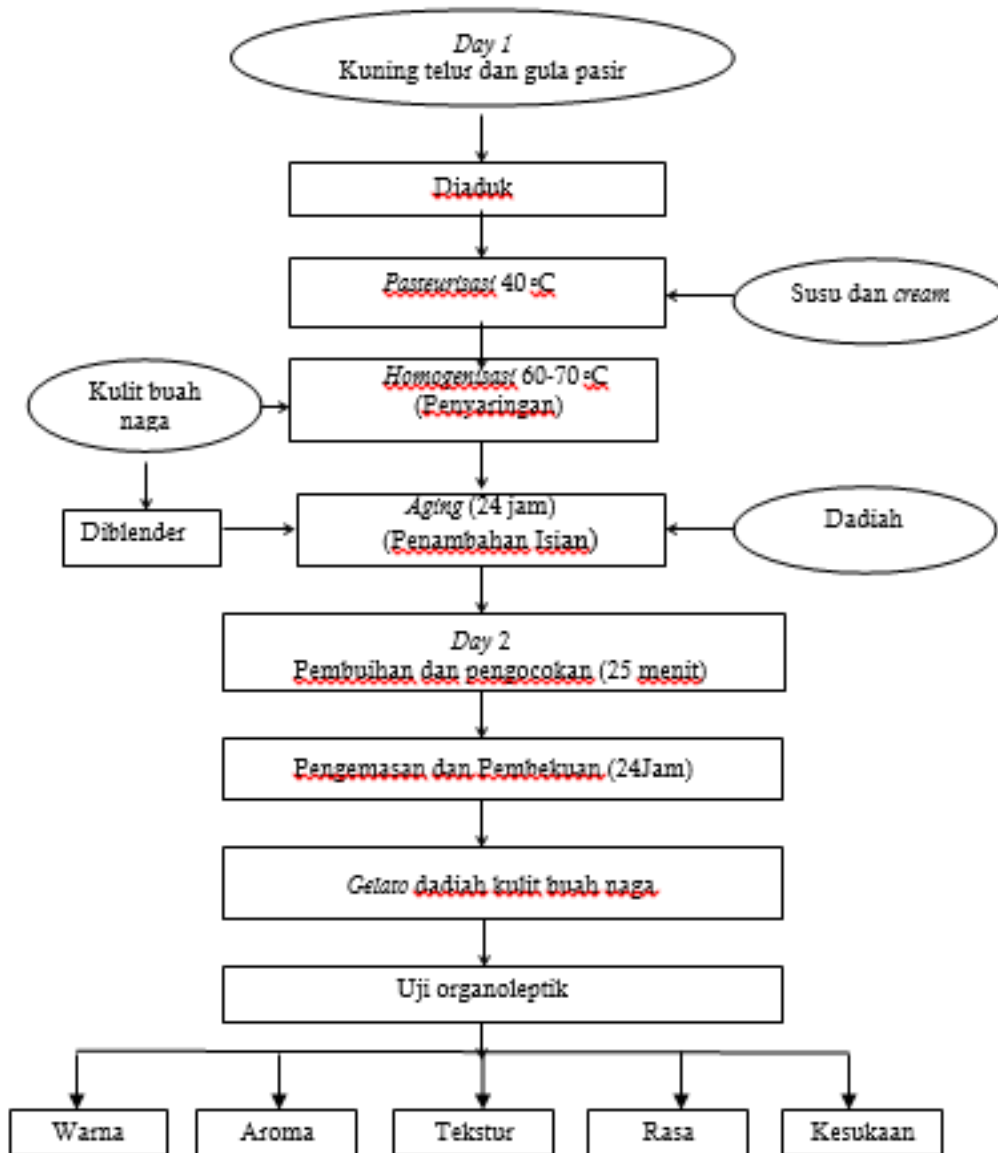 Day 1
Kuning telur dan gula pasir
Diaduk
Pasteurisasi 40 °C
Susu dan cream
Homogenisasi 60-70 °C
(Penyaringan)
Kulit buah
naga
Diblender
Aging (24 jam)
(Penambahan Isian)
Dadiah
Day 2
Pembuihan dan pengocokan (25 menit)
Pengemasan dan Pembekuan (24Jam)
Gelato dadiah kulit buah naga
Uji organoleptik
Warna
Aroma
Tekstur
Rasa
Kesukaan